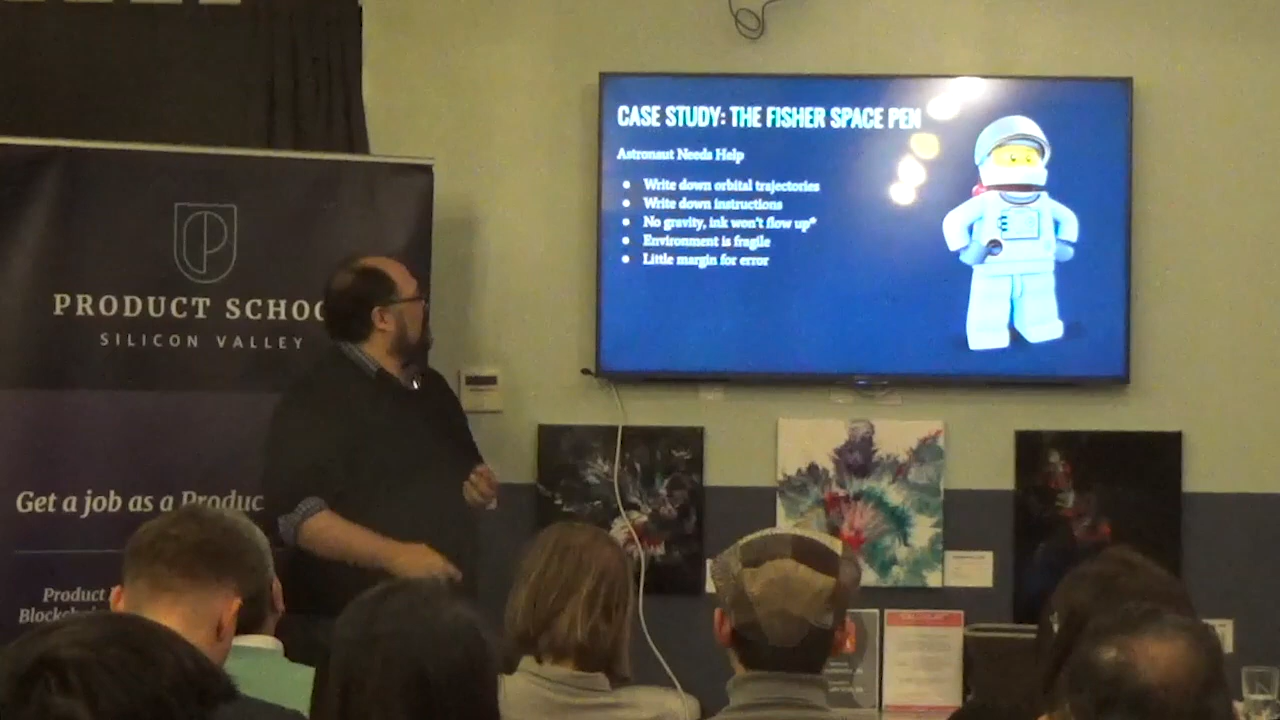 CASE STUDY: THE FISHER SPACE PEN
Astronaut Needs Help
• Write down orbital trajectories
• Write down instructions
• No gravity, ink won't flow up*
• Environment is fragile
• Little margin for error
PRODUCT SCHOO
SILICON VALLEY
Get a job as a Produc
Product